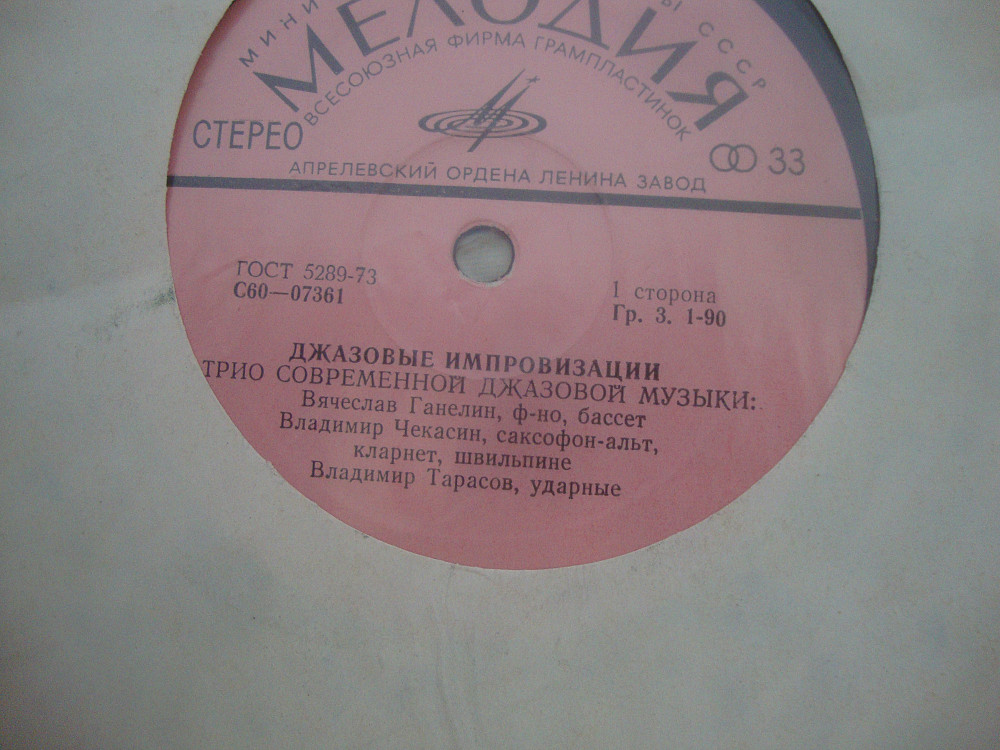 МЕЛОДИЯ
ВСЕСОЮЗНАЯ ФИРМА ГРАМПЛАСТИНОК
СССР
СТЕРЕО
33
АПРЕЛЕВСКИЙ ОРДЕНА ЛЕНИНА ЗАВОД
ГОСТ 5289-73
С60—07361
1 сторона
Гр. 3. 1-90
ДЖАЗОВЫЕ ИМПРОВИЗАЦИИ
ТРИО СОВРЕМЕННОЙ ДЖАЗОВОЙ МУЗЫКИ:
Вячеслав Ганелин, ф-но, бассет
Владимир Чекасин, саксофон-альт,
кларнет, швильпине
Владимир Тарасов, ударные